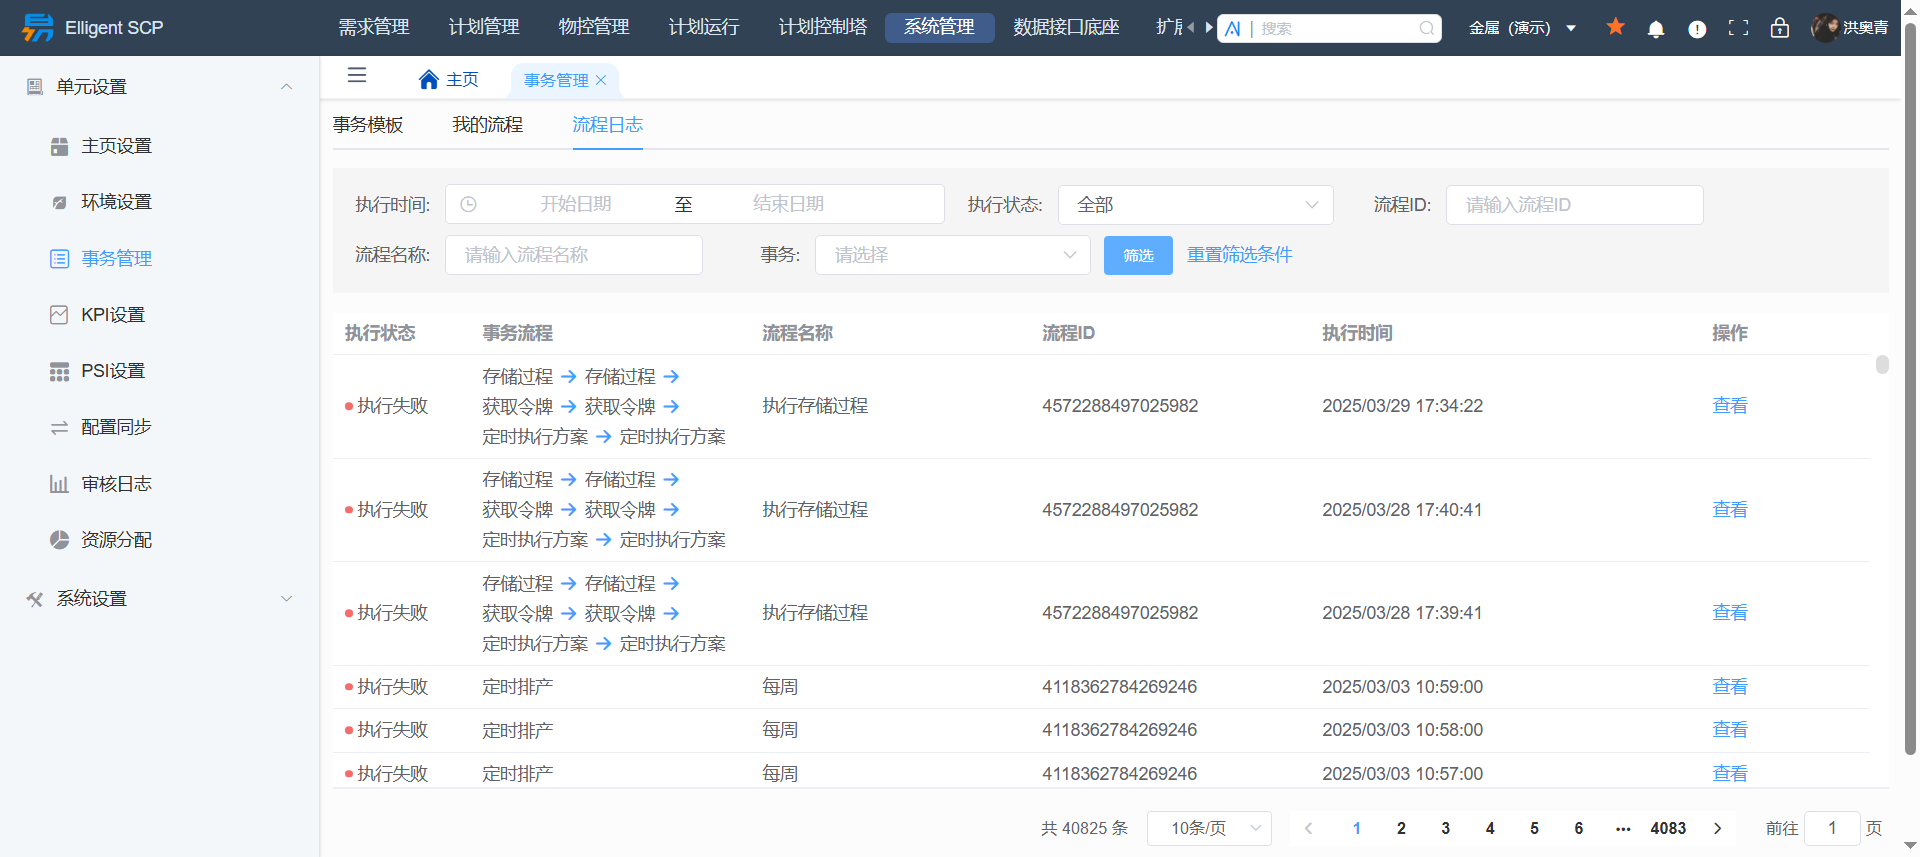 Elligent SCP
需求管理 计划管理 物控管理 计划运行 计划控制塔 系统管理 数据接口底座
AI | 搜索 金属（演示） 洪奥青
单元设置
主页设置
环境设置
事务管理
KPI设置
PSI设置
配置同步
审核日志
资源分配
系统设置
主页 事务管理
事务模板 我的流程 流程日志
执行时间: 开始日期 至 结束日期 执行状态: 全部 流程ID: 请输入流程ID
流程名称: 请输入流程名称 事务: 请选择 筛选 重置筛选条件
执行状态 事务流程 流程名称 流程ID 执行时间 操作
存储过程 → 存储过程 →
执行失败 获取令牌 → 获取令牌 → 执行存储过程 4572288497025982 2025/03/29 17:34:22 查看
定时执行方案 → 定时执行方案
存储过程 → 存储过程 →
执行失败 获取令牌 → 获取令牌 → 执行存储过程 4572288497025982 2025/03/28 17:40:41 查看
定时执行方案 → 定时执行方案
存储过程 → 存储过程 →
执行失败 获取令牌 → 获取令牌 → 执行存储过程 4572288497025982 2025/03/28 17:39:41 查看
定时执行方案 → 定时执行方案
执行失败 定时排产 每周 4118362784269246 2025/03/03 10:59:00 查看
执行失败 定时排产 每周 4118362784269246 2025/03/03 10:58:00 查看
执行失败 定时排产 每周 4118362784269246 2025/03/03 10:57:00 查看
共 40825 条 10条/页 1 2 3 4 5 6 ••• 4083 前往 1 页